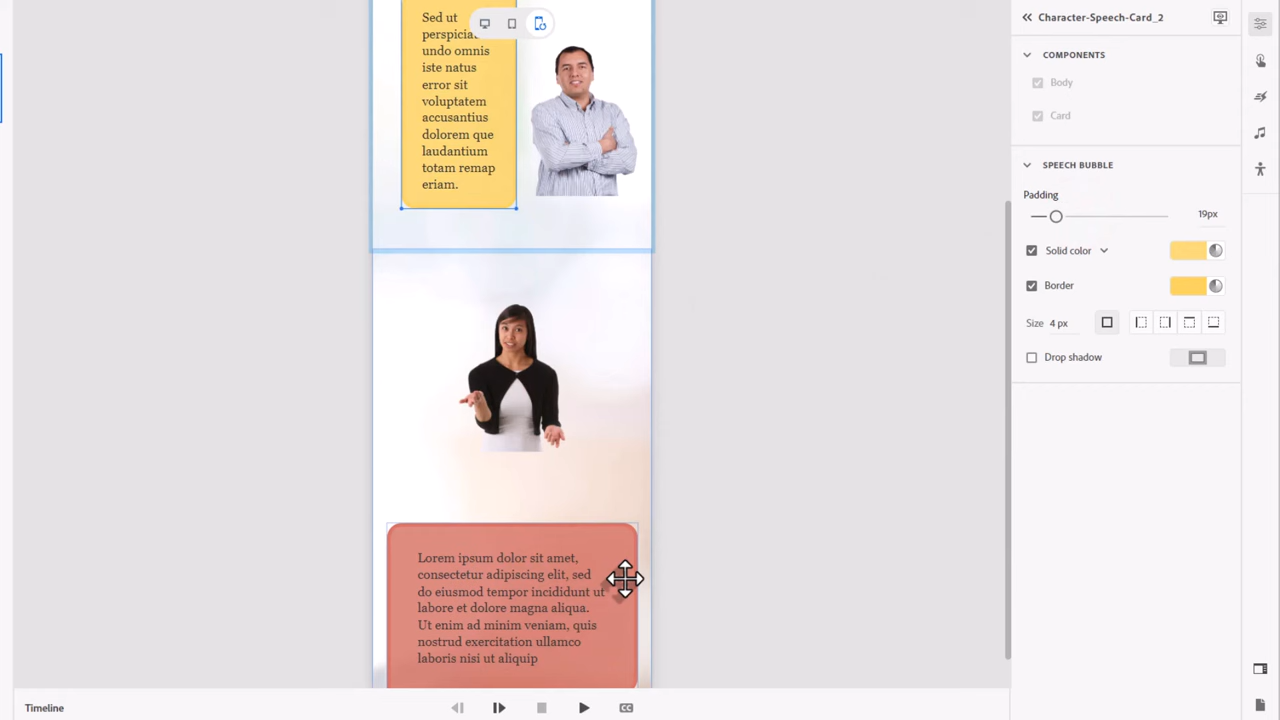 Sed ut
perspiciatis
undo omnis
iste natus
error sit
voluptatem
accusantius
dolorem que
laudantium
totam remap
eriam.
Lorem ipsum dolor sit amet,
consectetur adipiscing elit, sed
do eiusmod tempor incididunt ut
labore et dolore magna aliqua.
Ut enim ad minim veniam, quis
nostrud exercitation ullamco
laboris nisi ut aliquip
Timeline
CC
Character-Speech-Card_2
COMPONENTS
Body
Card
SPEECH BUBBLE
Padding
19px
Solid color
Border
Size 4 px
Drop shadow